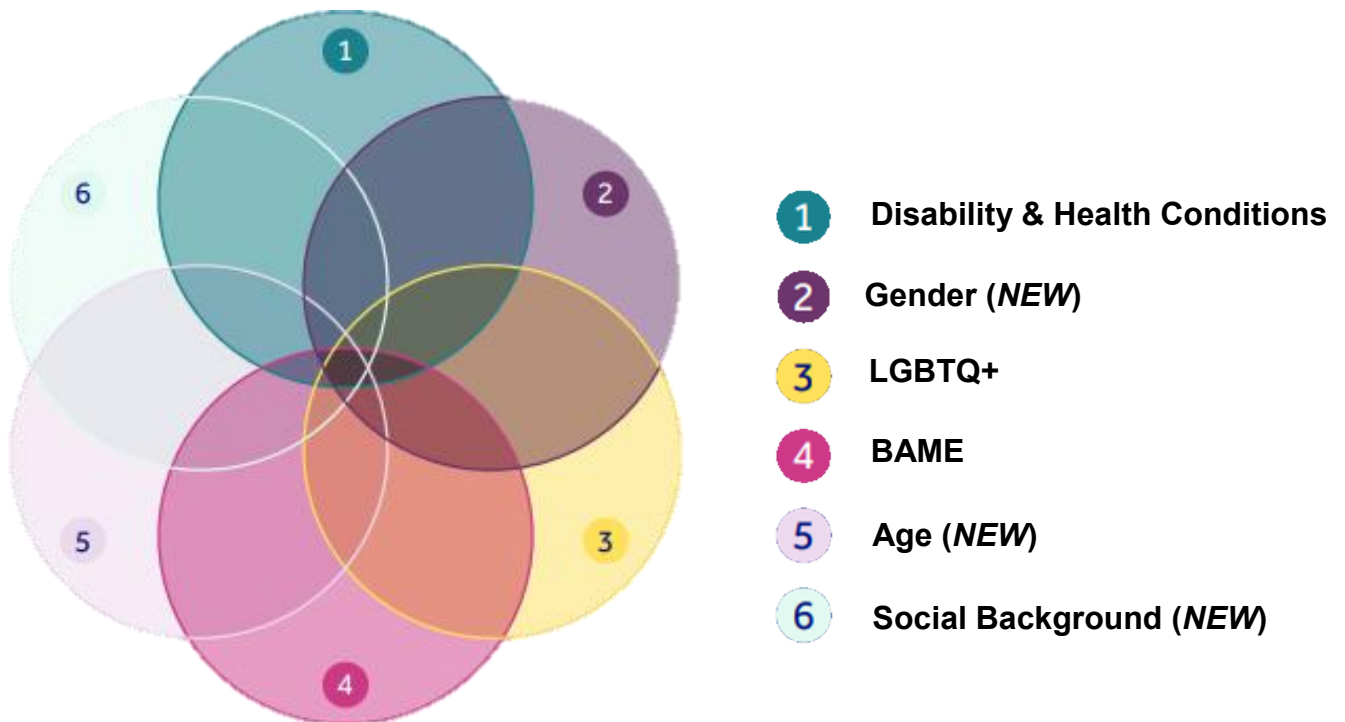 1
6
2
5
3
4
1 Disability & Health Conditions
2 Gender (NEW)
3 LGBTQ+
4 BAME
5 Age (NEW)
6 Social Background (NEW)